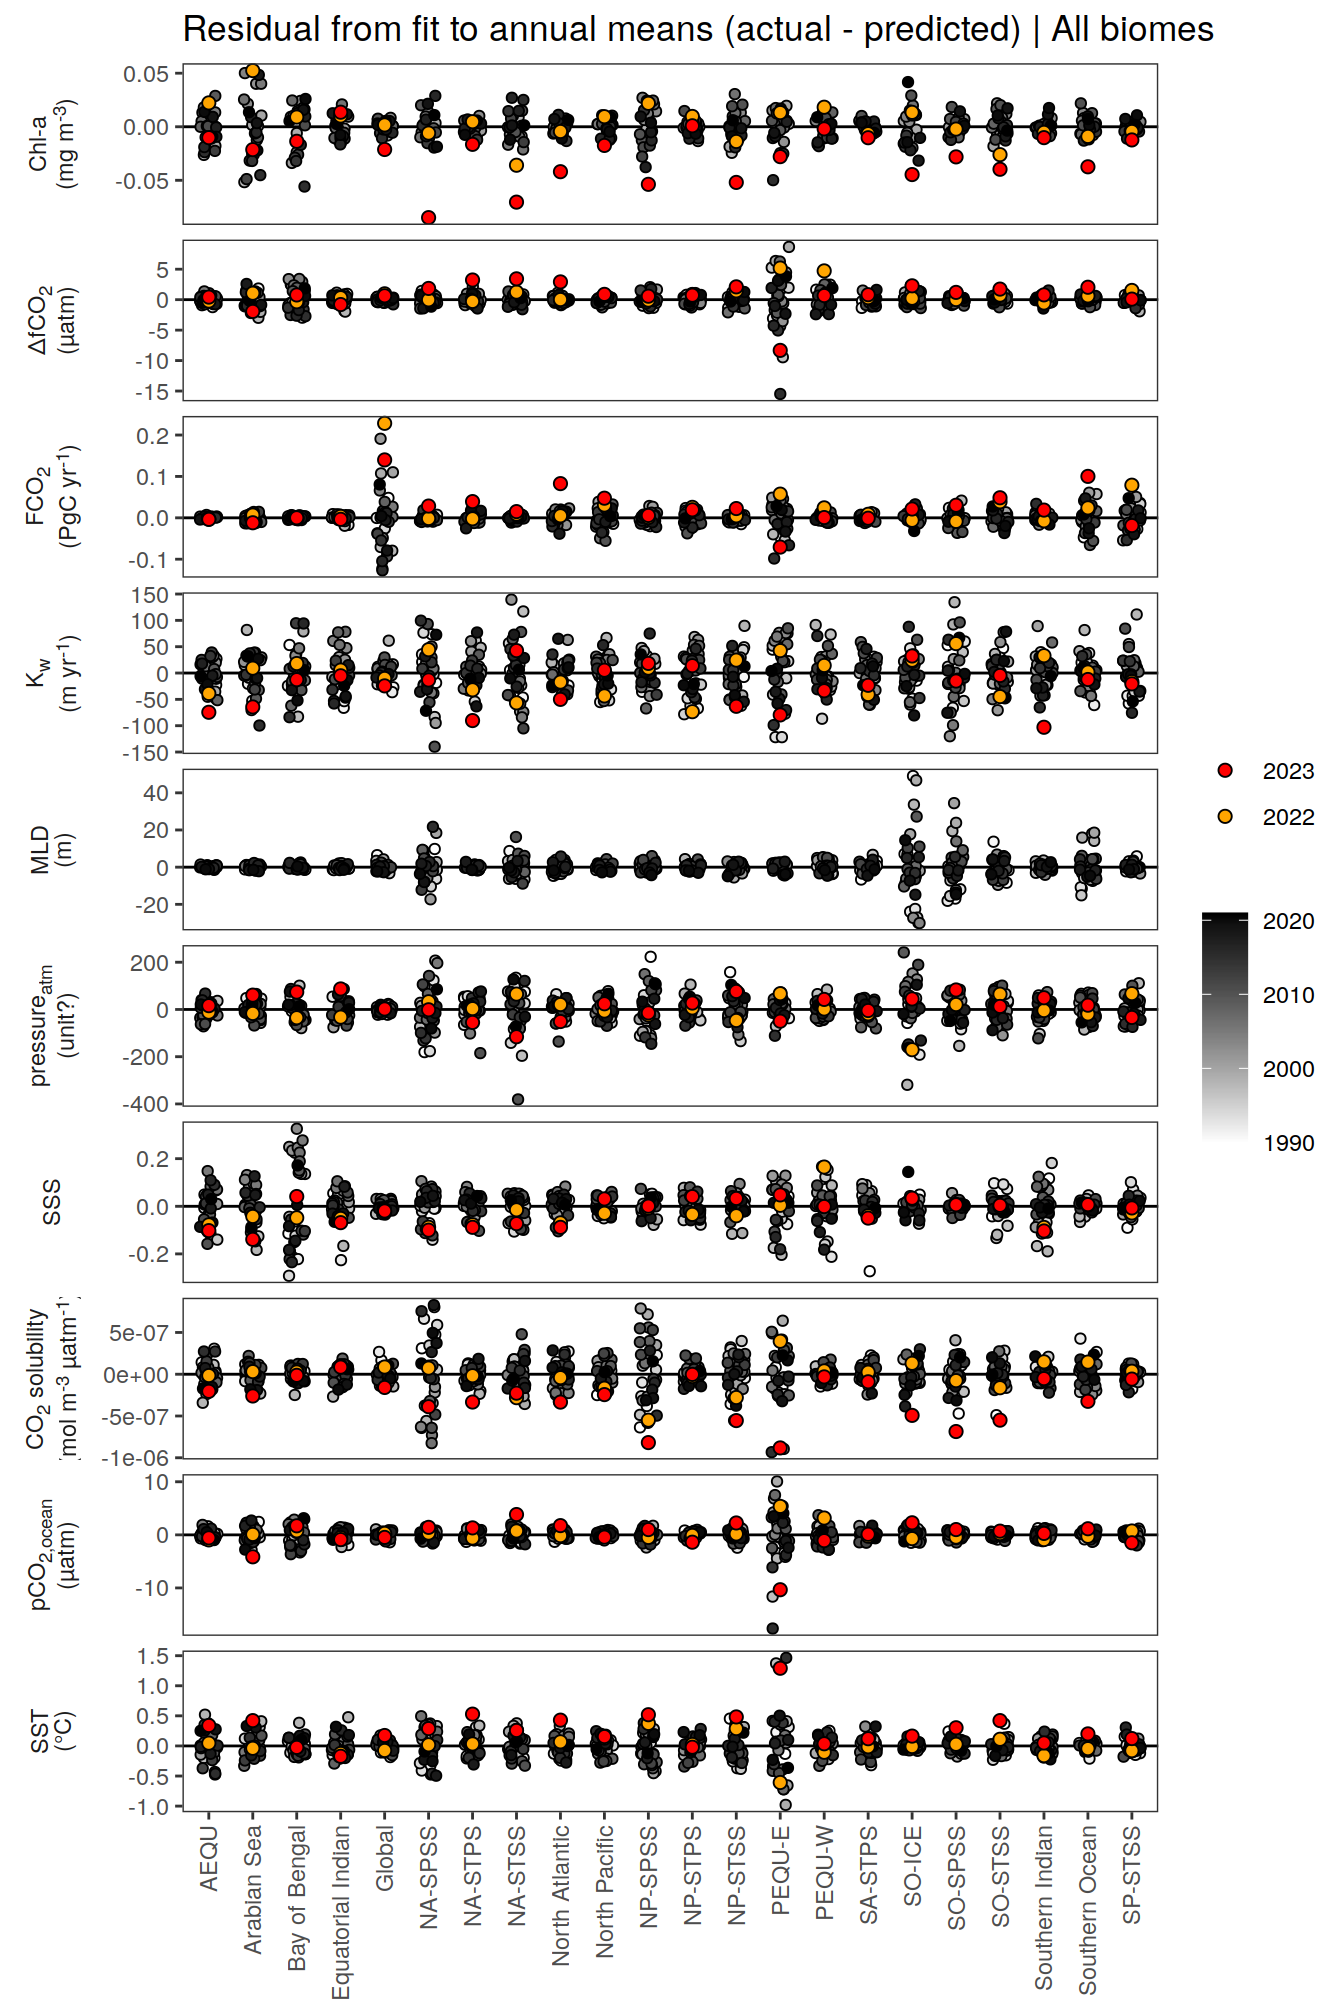 Residual from fit to annual means (actual - predicted) | All biomes
Chl-a
(mg m⁻³)
0.05
0.00
-0.05
ΔfCO₂
(µatm)
5
0
-5
-10
-15
FCO₂
(PgC yr⁻¹)
0.2
0.1
0.0
-0.1
K_w
(m yr⁻¹)
150
100
50
0
-50
-100
-150
MLD
(m)
40
20
0
-20
pressure_atm
(unit?)
200
0
-200
-400
SSS
0.2
0.0
-0.2
CO₂ solubility
mol m⁻³ µatm⁻¹
5e-07
0e+00
-5e-07
-1e-06
pCO₂,ocean
(µatm)
10
0
-10
SST
(°C)
1.5
1.0
0.5
0.0
-0.5
-1.0
AEQU
Arabian Sea
Bay of Bengal
Equatorial Indian
Global
NA-SPSS
NA-STPS
NA-STSS
North Atlantic
North Pacific
NP-SPSS
NP-STPS
NP-STSS
PEQU-E
PEQU-W
SA-STPS
SO-ICE
SO-SPSS
SO-STSS
Southern Indian
Southern Ocean
SP-STSS
2023
2022
2020
2010
2000
1990